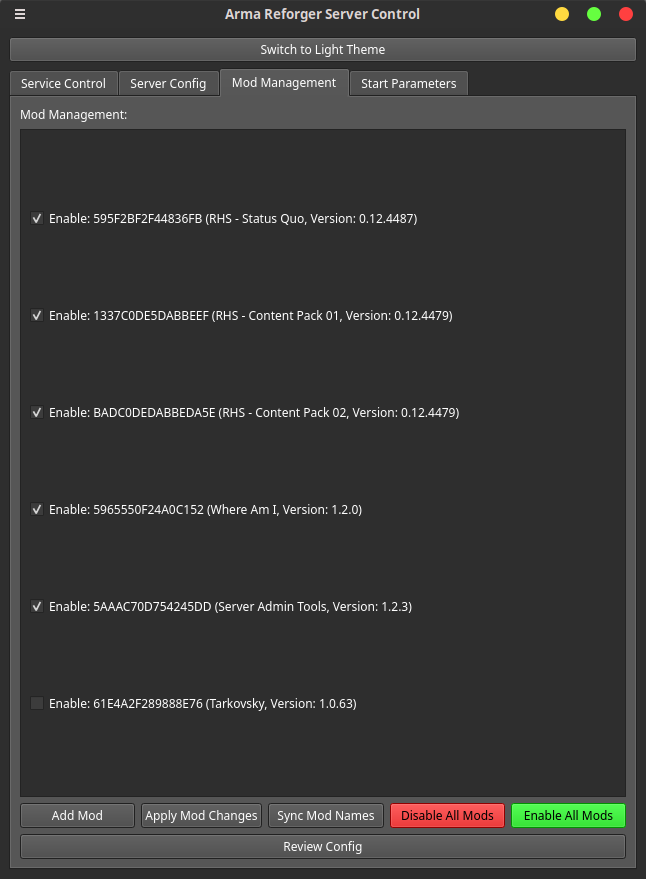 Arma Reforger Server Control
Switch to Light Theme
Service Control Server Config Mod Management Start Parameters
Mod Management:
Enable: 595F2BF2F44836FB (RHS - Status Quo, Version: 0.12.4487)
Enable: 1337C0DE5DABBEEF (RHS - Content Pack 01, Version: 0.12.4479)
Enable: BADC0DEDABBEDA5E (RHS - Content Pack 02, Version: 0.12.4479)
Enable: 5965550F24A0C152 (Where Am I, Version: 1.2.0)
Enable: 5AAAC70D754245DD (Server Admin Tools, Version: 1.2.3)
Enable: 61E4A2F289888E76 (Tarkovsky, Version: 1.0.63)
Add Mod Apply Mod Changes Sync Mod Names Disable All Mods Enable All Mods
Review Config